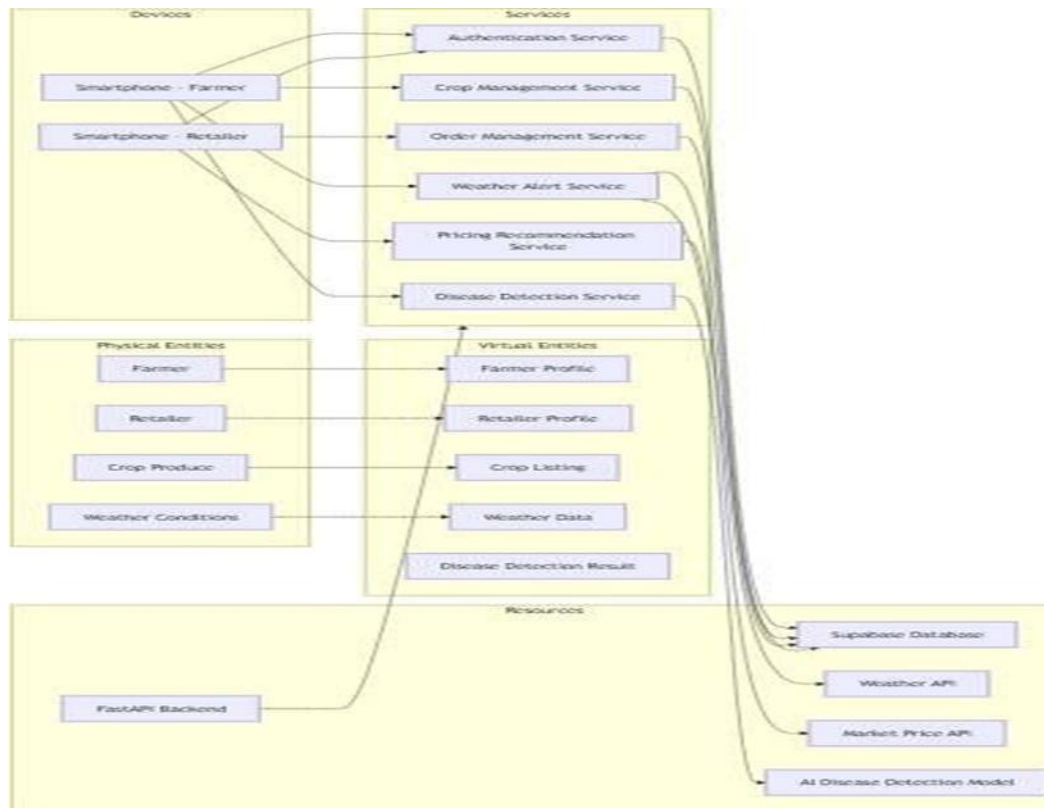 Devices
Smartphone - Farmer
Smartphone - Retailer
Services
Authentication Service
Crop Management Service
Order Management Service
Weather Alert Service
Pricing Recommendation
Service
Disease Detection Service
Physical Entities
Farmer
Retailer
Crop Produce
Weather Conditions
Virtual Entities
Farmer Profile
Retailer Profile
Crop Listing
Weather Data
Disease Detection Result
Resources
FastAPI Backend
Supabase Database
Weather API
Market Price API
AI Disease Detection Model